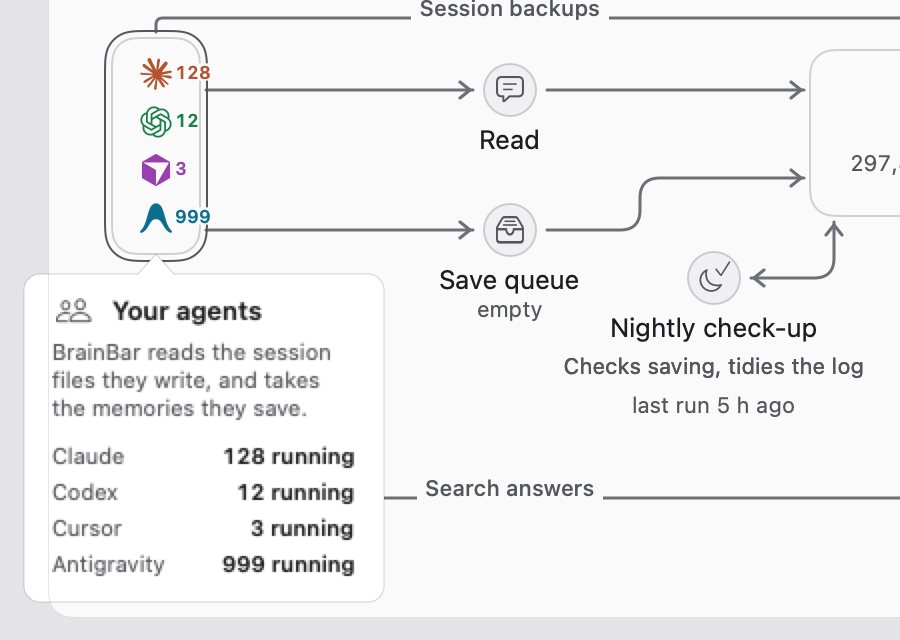 Session backups
128
12
3
999
Read
297,
Save queue
empty
Nightly check-up
Checks saving, tidies the log
last run 5 h ago
Your agents
BrainBar reads the session
files they write, and takes
the memories they save.
Claude 128 running
Codex 12 running
Cursor 3 running
Antigravity 999 running
Search answers